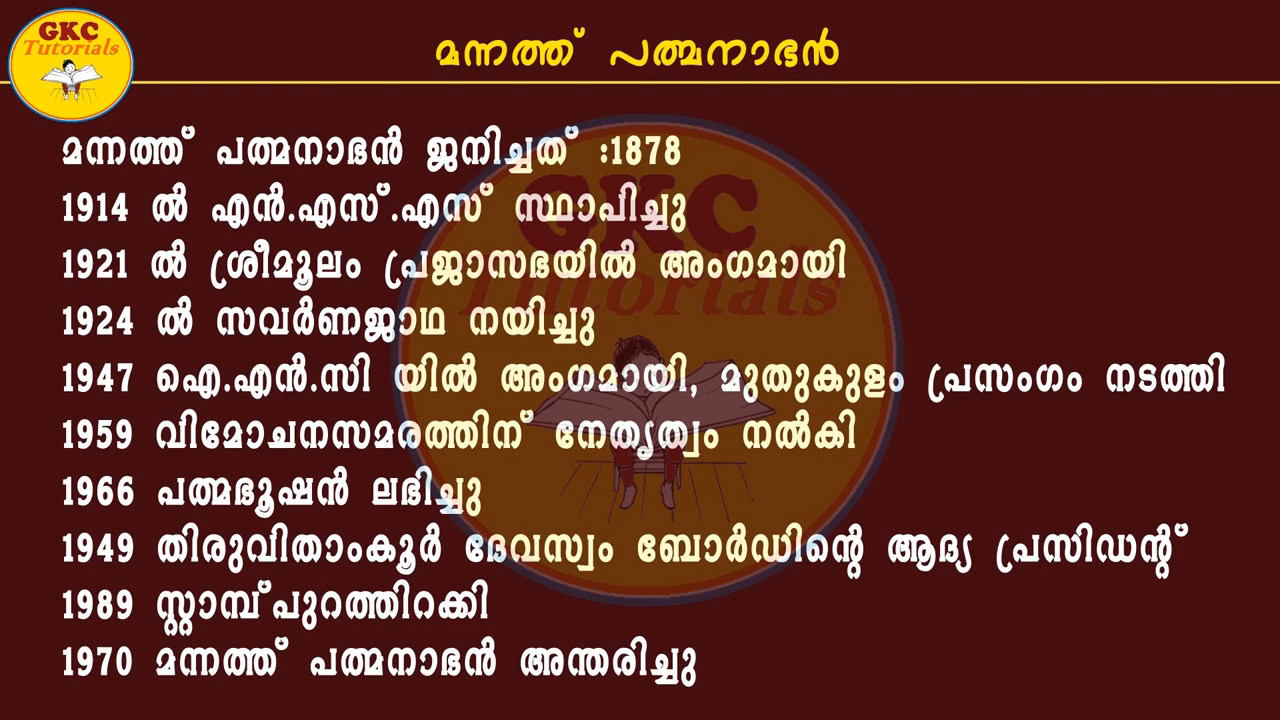 GKC
Tutorials
മന്നത്ത് പത്മനാഭൻ
മന്നത്ത് പത്മനാഭൻ ജനിച്ചത് :1878
1914 ൽ എൻ.എസ്.എസ് സ്ഥാപിച്ചു
1921 ൽ ശ്രീമൂലം പ്രജാസഭയിൽ അംഗമായി
1924 ൽ സവർണജാഥ നയിച്ചു
1947 ഐ.എൻ.സി യിൽ അംഗമായി, മുതുകുളം പ്രസംഗം നടത്തി
1959 വിമോചനസമരത്തിന് നേതൃത്വം നൽകി
1966 പത്മഭൂഷൻ ലഭിച്ചു
1949 തിരുവിതാംകൂർ ദേവസ്വം ബോർഡിന്റെ ആദ്യ പ്രസിഡന്റ്
1989 സ്റ്റാമ്പ്പുറത്തിറക്കി
1970 മന്നത്ത് പത്മനാഭൻ അന്തരിച്ചു
GKC
Tutorials